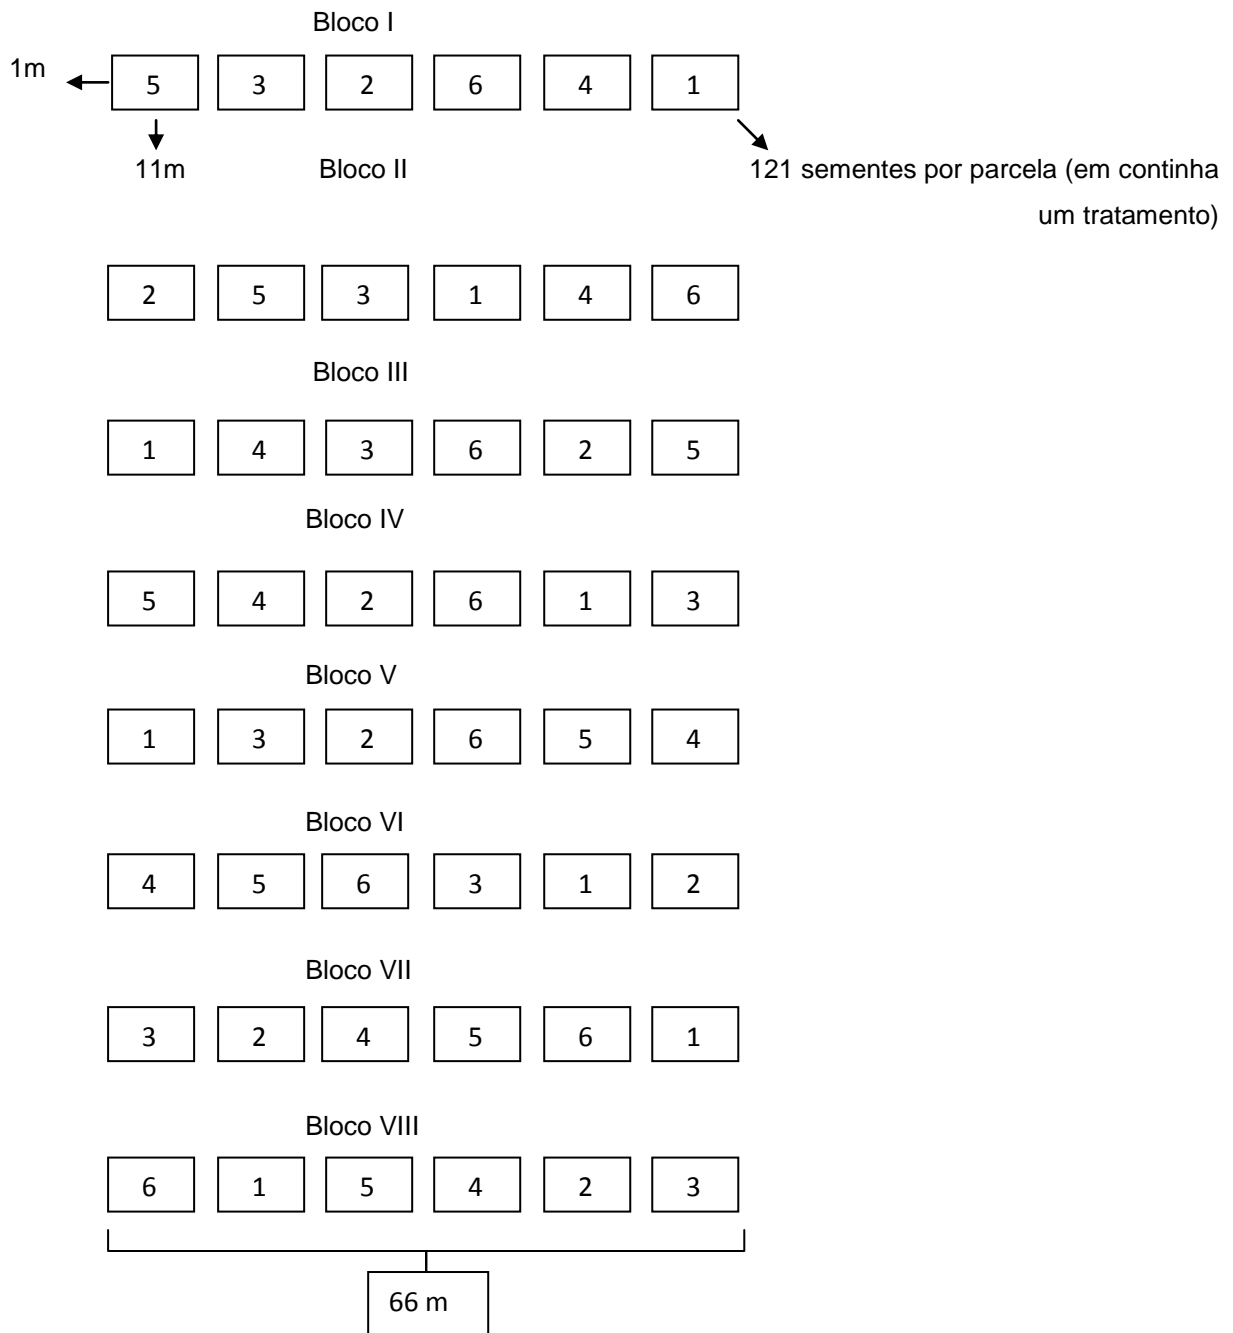 Bloco I
1m
5 3 2 6 4 1
11m
Bloco II
121 sementes por parcela (em continha
um tratamento)
2 5 3 1 4 6
Bloco III
1 4 3 6 2 5
Bloco IV
5 4 2 6 1 3
Bloco V
1 3 2 6 5 4
Bloco VI
4 5 6 3 1 2
Bloco VII
3 2 4 5 6 1
Bloco VIII
6 1 5 4 2 3
66 m